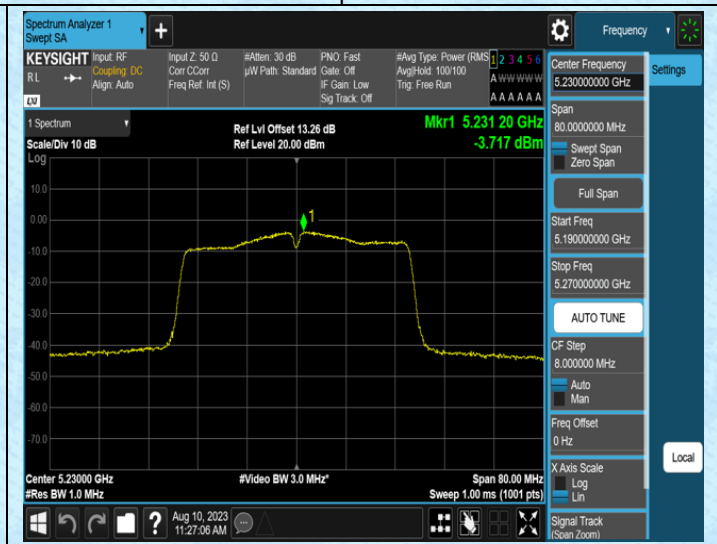 Spectrum Analyzer 1
Swept SA
Frequency
KEYSIGHT
RL
LXI
Input: RF
Coupling: DC
Align: Auto
Input Z: 50 Ω
Corr CCorr
Freq Ref: Int (S)
#Atten: 30 dB
µW Path: Standard
PNO: Fast
Gate: Off
IF Gain: Low
Sig Track: Off
#Avg Type: Power (RMS
Avg|Hold: 100/100
Trig: Free Run
1 2 3 4 5 6
A W W W W W
A A A A A A
Settings
Center Frequency
5.230000000 GHz
Span
80.0000000 MHz
Swept Span
Zero Span
Full Span
Start Freq
5.190000000 GHz
Stop Freq
5.270000000 GHz
AUTO TUNE
CF Step
8.000000 MHz
Auto
Man
Freq Offset
0 Hz
X Axis Scale
Log
Lin
Signal Track
(Span Zoom)
Local
1 Spectrum
Scale/Div 10 dB
Ref Lvl Offset 13.26 dB
Ref Level 20.00 dBm
Mkr1 5.231 20 GHz
-3.717 dBm
Log
10.0
0.00
-10.0
-20.0
-30.0
-40.0
-50.0
-60.0
-70.0
1
Center 5.23000 GHz
#Res BW 1.0 MHz
#Video BW 3.0 MHz*
Span 80.00 MHz
Sweep 1.00 ms (1001 pts)
?
Aug 10, 2023
11:27:06 AM